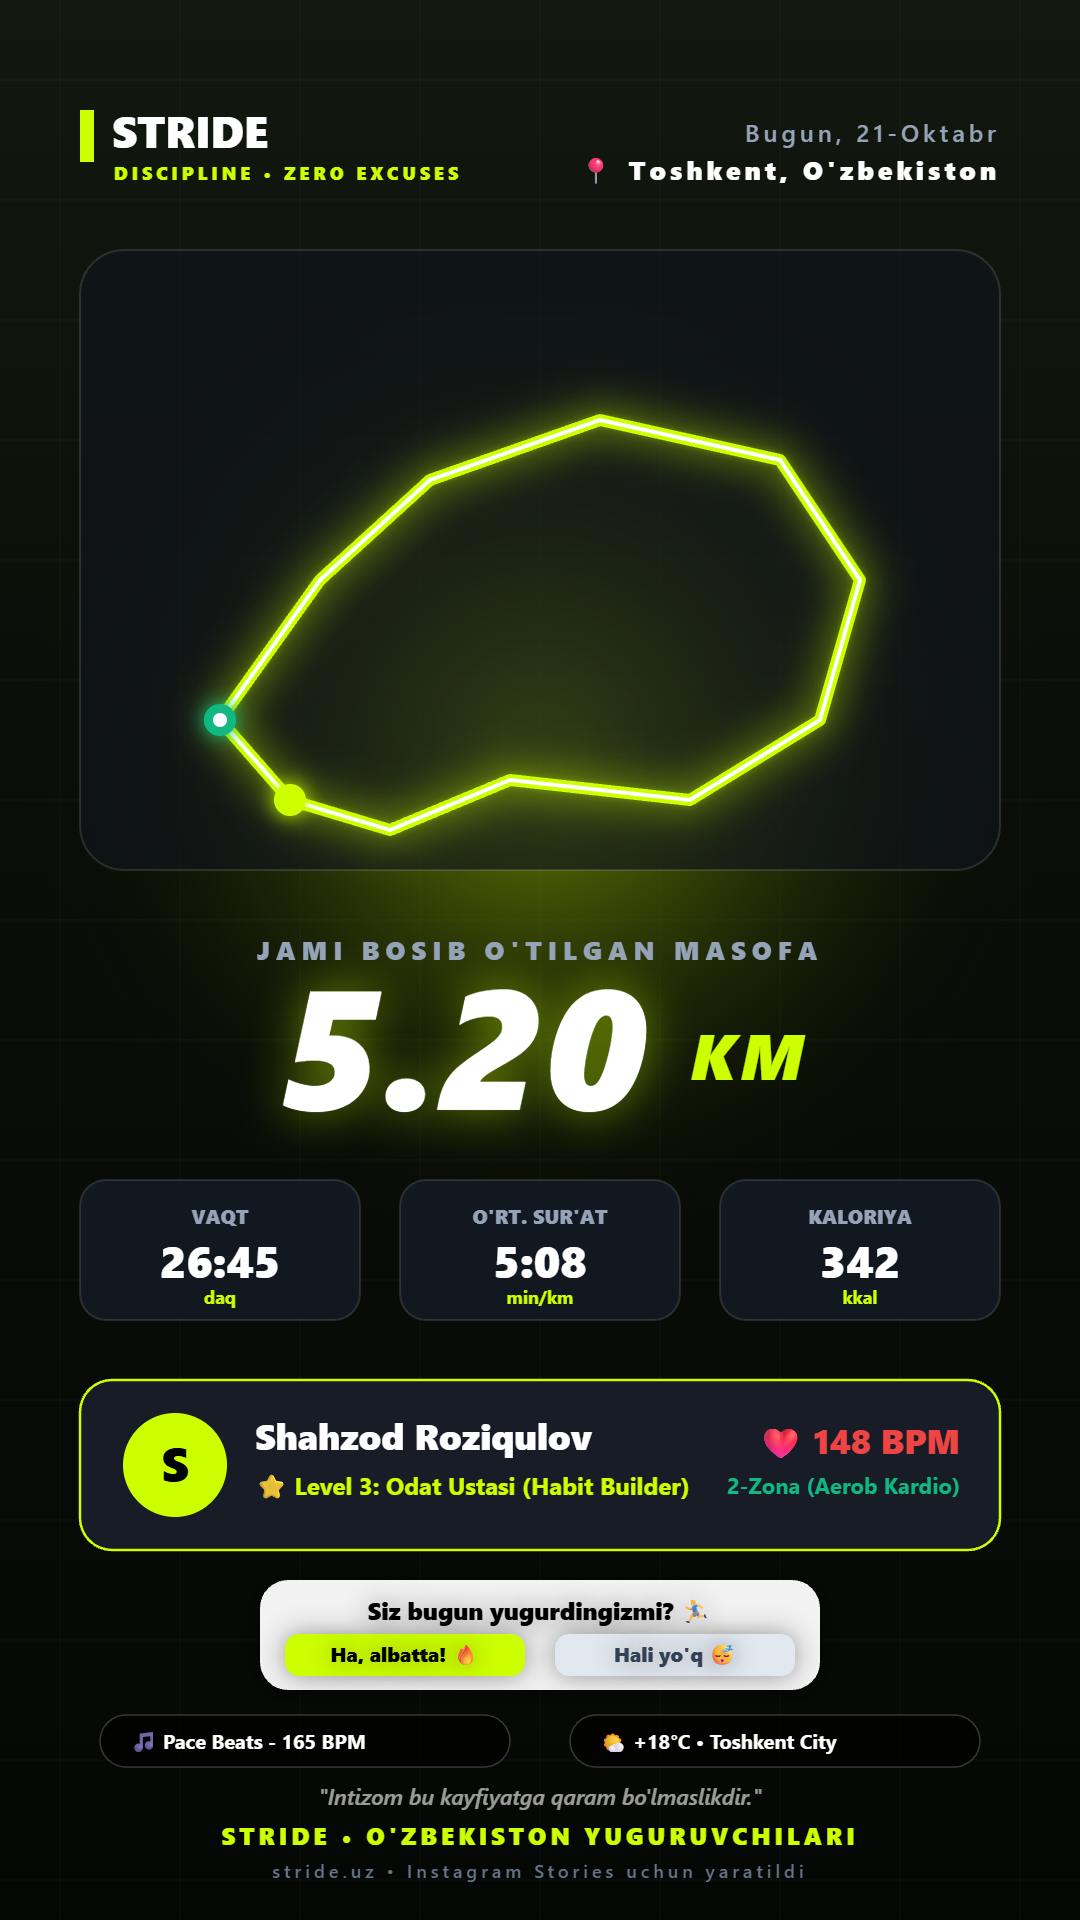 STRIDE
DISCIPLINE • ZERO EXCUSES
Bugun, 21-Oktabr
Toshkent, O'zbekiston
JAMI BOSIB O'TILGAN MASOFA
5.20 KM
VAQT
26:45
daq
O'RT. SUR'AT
5:08
min/km
KALORIYA
342
kkal
S
Shahzod Roziqulov
Level 3: Odat Ustasi (Habit Builder)
148 BPM
2-Zona (Aerob Kardio)
Siz bugun yugurdingizmi?
Ha, albatta!
Hali yo'q
Pace Beats - 165 BPM
+18°C • Toshkent City
"Intizom bu kayfiyatga qaram bo'lmaslikdir."
STRIDE • O'ZBEKISTON YUGURUVCHILARI
stride.uz • Instagram Stories uchun yaratildi